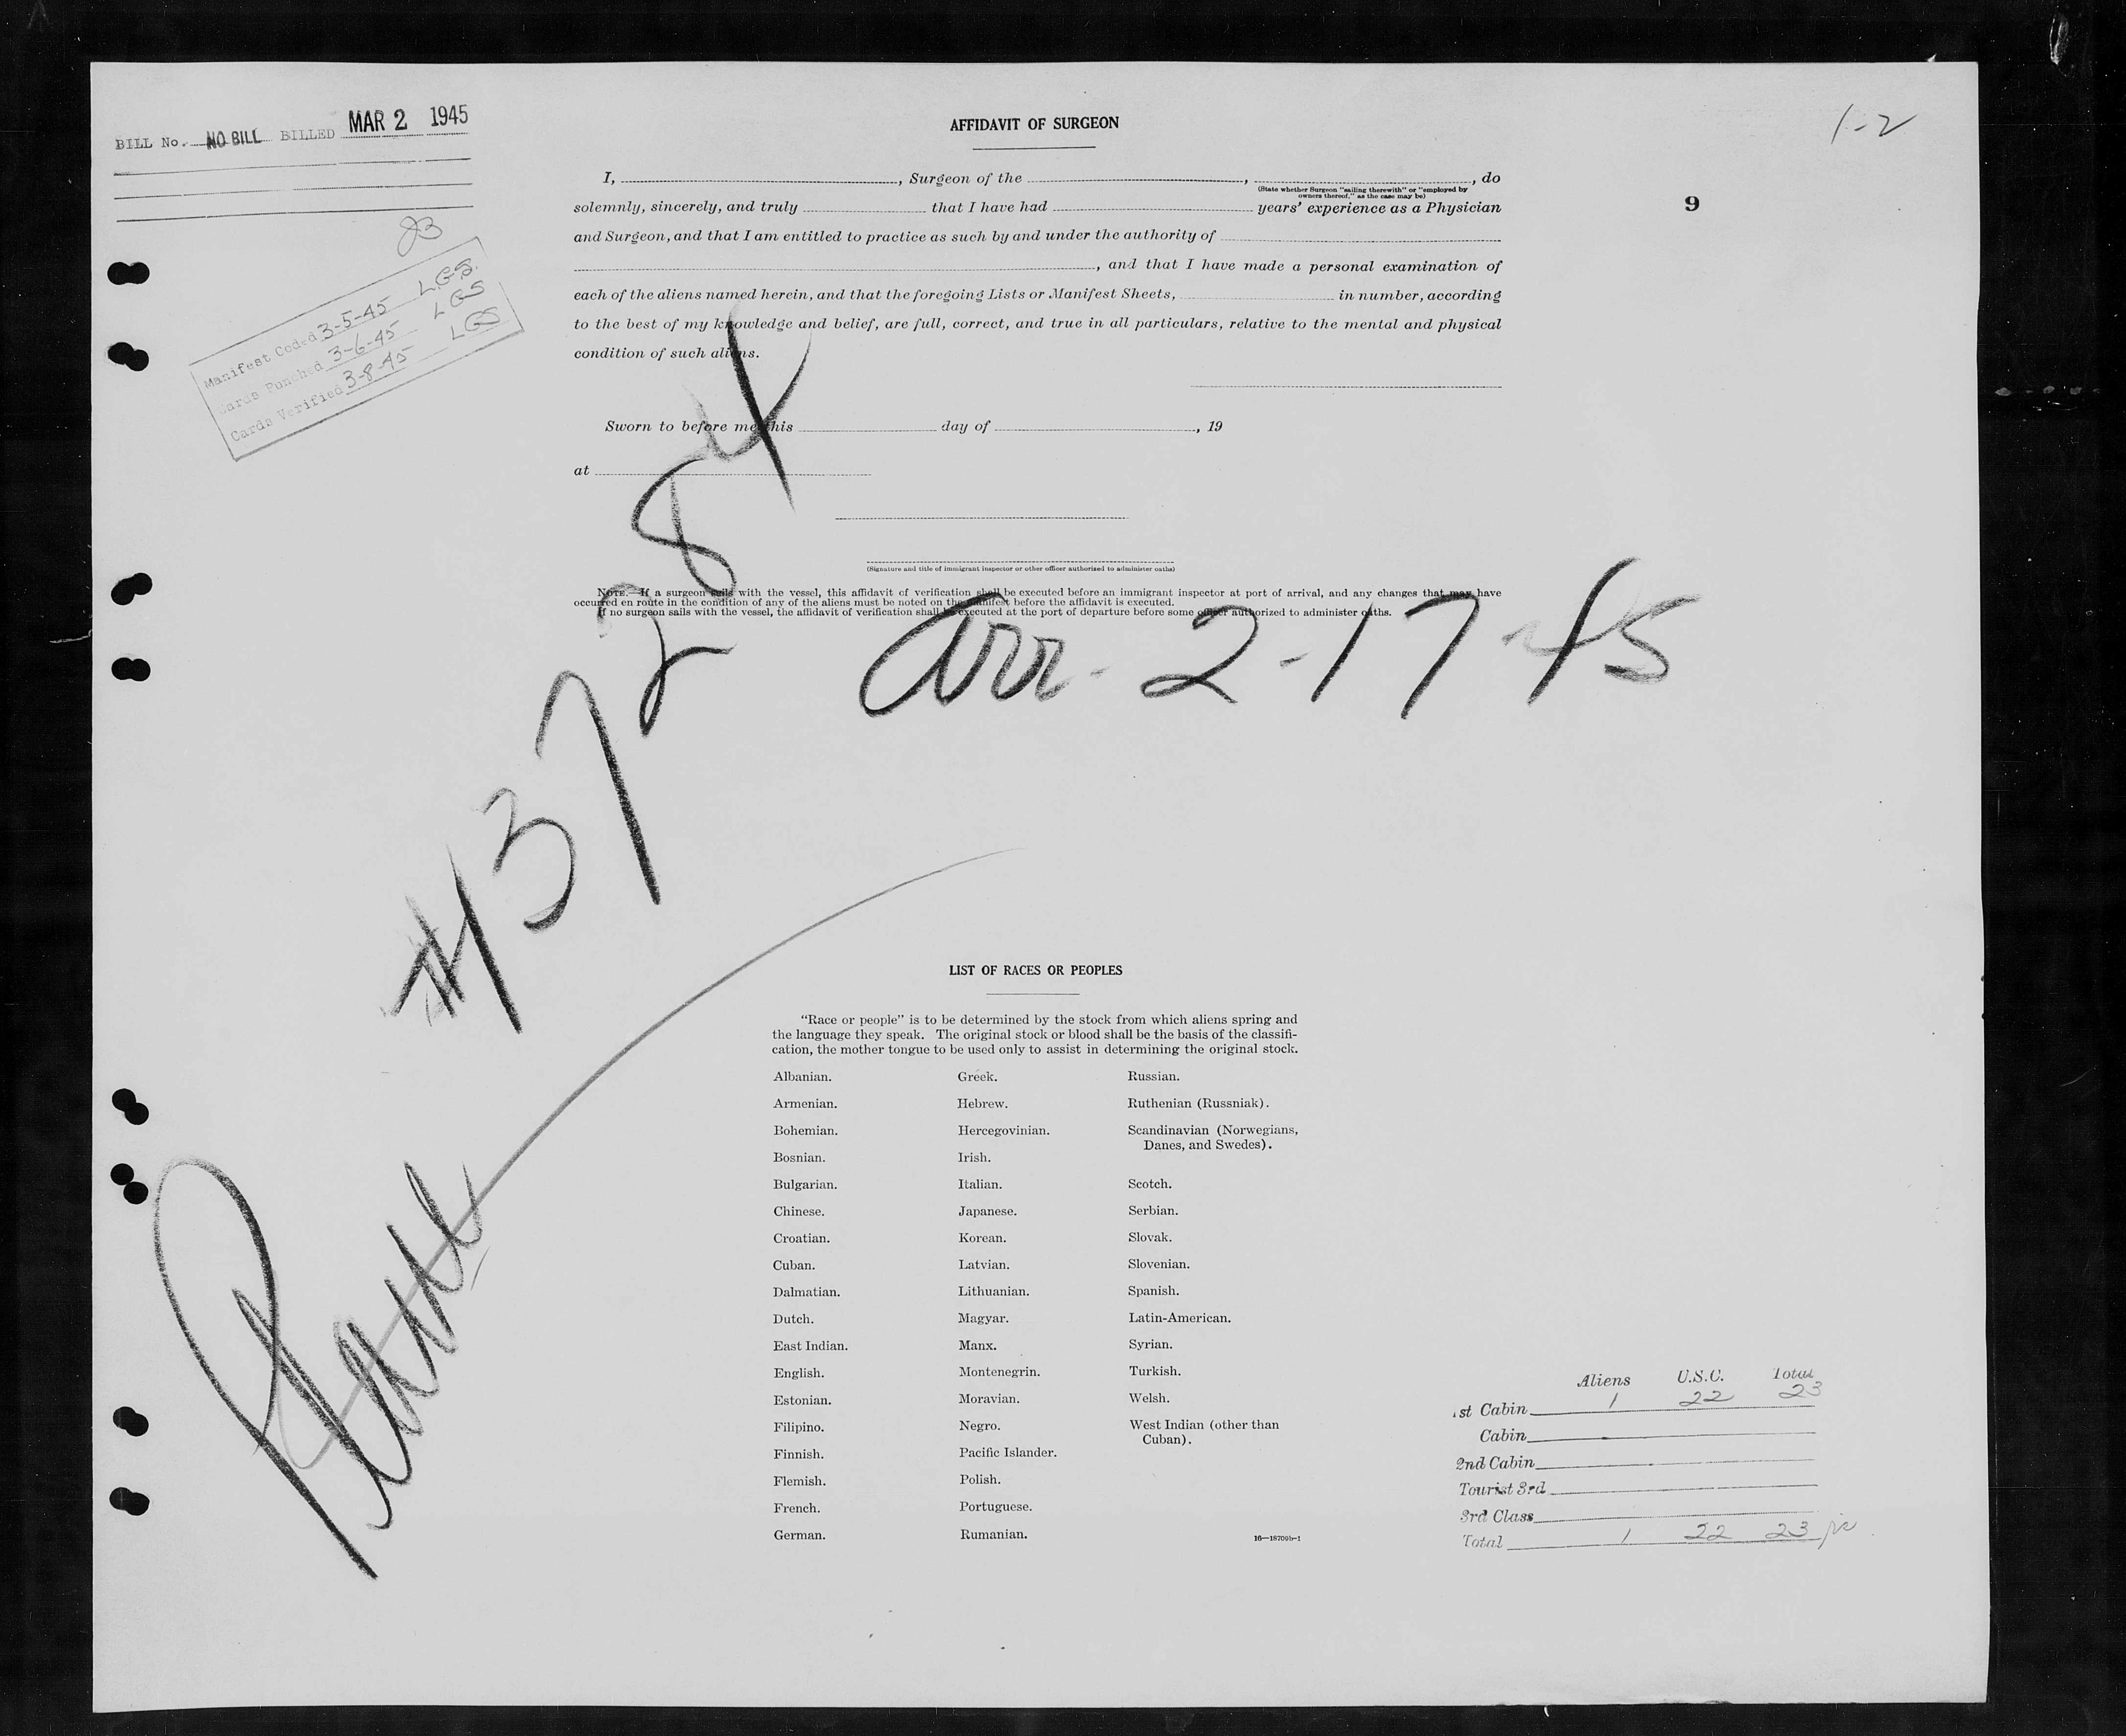 BILL No. NO BILL BILLED MAR 2 1945
1-2
9
23
Manifest Coded 3-5-45 LGS.
Cards Punched 3-6-45 LGS
Cards Verified 3-8-45 LGS
AFFIDAVIT OF SURGEON
I, , Surgeon of the , , do
(State whether Surgeon "sailing therewith" or "employed by
owners thereof," as the case may be)
solemnly, sincerely, and truly that I have had years' experience as a Physician
and Surgeon, and that I am entitled to practice as such by and under the authority of
, and that I have made a personal examination of
each of the aliens named herein, and that the foregoing Lists or Manifest Sheets, in number, according
to the best of my knowledge and belief, are full, correct, and true in all particulars, relative to the mental and physical
condition of such aliens.
Sworn to before me this day of , 19
at
(Signature and title of immigrant inspector or other officer authorized to administer oaths)
NOTE.—If a surgeon sails with the vessel, this affidavit of verification shall be executed before an immigrant inspector at port of arrival, and any changes that may have
occurred en route in the condition of any of the aliens must be noted on the manifest before the affidavit is executed.
If no surgeon sails with the vessel, the affidavit of verification shall be executed at the port of departure before some officer authorized to administer oaths.
Arr- 2-17-45
#137284
Plane
LIST OF RACES OR PEOPLES
"Race or people" is to be determined by the stock from which aliens spring and
the language they speak. The original stock or blood shall be the basis of the classifi-
cation, the mother tongue to be used only to assist in determining the original stock.
Albanian.
Armenian.
Bohemian.
Bosnian.
Bulgarian.
Chinese.
Croatian.
Cuban.
Dalmatian.
Dutch.
East Indian.
English.
Estonian.
Filipino.
Finnish.
Flemish.
French.
German.
Greek.
Hebrew.
Hercegovinian.
Irish.
Italian.
Japanese.
Korean.
Latvian.
Lithuanian.
Magyar.
Manx.
Montenegrin.
Moravian.
Negro.
Pacific Islander.
Polish.
Portuguese.
Rumanian.
Russian.
Ruthenian (Russniak).
Scandinavian (Norwegians,
Danes, and Swedes).
Scotch.
Serbian.
Slovak.
Slovenian.
Spanish.
Latin-American.
Syrian.
Turkish.
Welsh.
West Indian (other than
Cuban).
16—18709b-1
Aliens U.S.C. Total
1st Cabin 1 22 23
Cabin
2nd Cabin
Tourist 3rd
3rd Class
Total 1 22 23